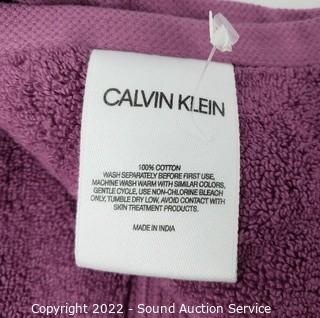 CALVIN KLEIN
100% COTTON
WASH SEPARATELY BEFORE FIRST USE,
MACHINE WASH WARM WITH SIMILAR COLORS,
GENTLE CYCLE, USE NON-CHLORINE BLEACH
ONLY, TUMBLE DRY LOW, AVOID CONTACT WITH
SKIN TREATMENT PRODUCTS.
MADE IN INDIA
Copyright 2022 - Sound Auction Service